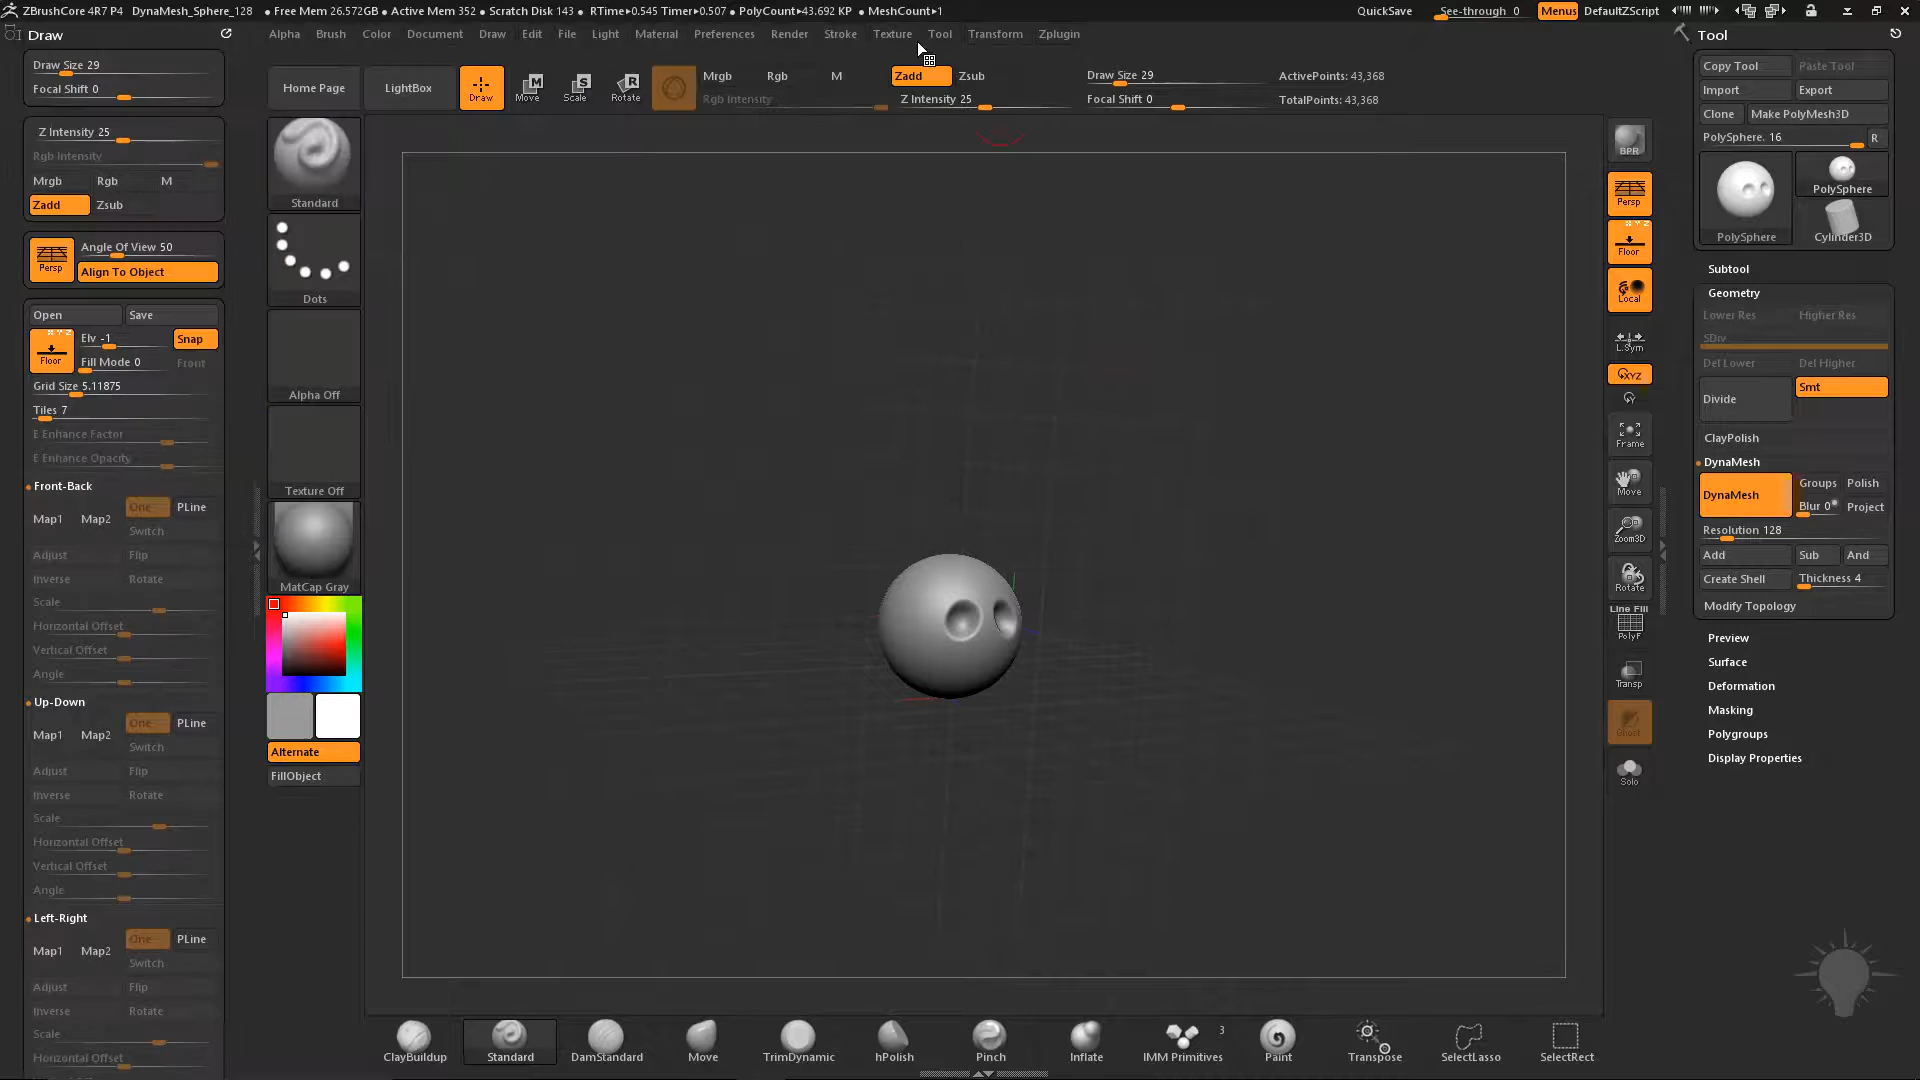 ZBrushCore 4R7 P4 DynaMesh_Sphere_128 ● Free Mem 26.572GB ● Active Mem 352 ● Scratch Disk 143 ● RTime▸0.545 Timer▸0.507 ● PolyCount▸43.692 KP ● MeshCount▸1 QuickSave See-through 0 Menus DefaultZScript
Draw
Alpha Brush Color Document Draw Edit File Light Material Preferences Render Stroke Texture Tool Transform Zplugin
Tool
Draw Size 29
Focal Shift 0
Z Intensity 25
Rgb Intensity
Mrgb Rgb M
Zadd Zsub
Persp
Angle Of View 50
Align To Object
Open Save
X Y Z
Floor
Elv -1
Snap
Fill Mode 0
Front
Grid Size 5.11875
Tiles 7
E Enhance Factor
E Enhance Opacity
Front-Back
Map1 Map2 One PLine
Switch
Adjust Flip
Inverse Rotate
Scale
Horizontal Offset
Vertical Offset
Angle
Up-Down
Map1 Map2 One PLine
Switch
Adjust Flip
Inverse Rotate
Scale
Horizontal Offset
Vertical Offset
Angle
Left-Right
Map1 Map2 One PLine
Switch
Adjust Flip
Inverse Rotate
Scale
Horizontal Offset
Home Page
LightBox
Draw
M
Move
S
Scale
R
Rotate
Mrgb Rgb M
Rgb Intensity
Zadd Zsub
Z Intensity 25
Draw Size 29
Focal Shift 0
ActivePoints: 43,368
TotalPoints: 43,368
Standard
Dots
Alpha Off
Texture Off
MatCap Gray
Alternate
FillObject
BPR
Persp
X Y Z
Floor
Local
L.Sym
XYZ
Y
Frame
Move
Zoom3D
Rotate
Line Fill
PolyF
Transp
Ghost
Solo
Copy Tool Paste Tool
Import Export
Clone Make PolyMesh3D
PolySphere. 16 R
PolySphere
PolySphere
Cylinder3D
Subtool
Geometry
Lower Res Higher Res
SDiv
Del Lower Del Higher
Divide
Smt
ClayPolish
DynaMesh
DynaMesh
Groups Polish
Blur 0 Project
Resolution 128
Add Sub And
Create Shell Thickness 4
Modify Topology
Preview
Surface
Deformation
Masking
Polygroups
Display Properties
ClayBuildup Standard DamStandard Move TrimDynamic hPolish Pinch Inflate IMM Primitives 3 Paint Transpose SelectLasso SelectRect